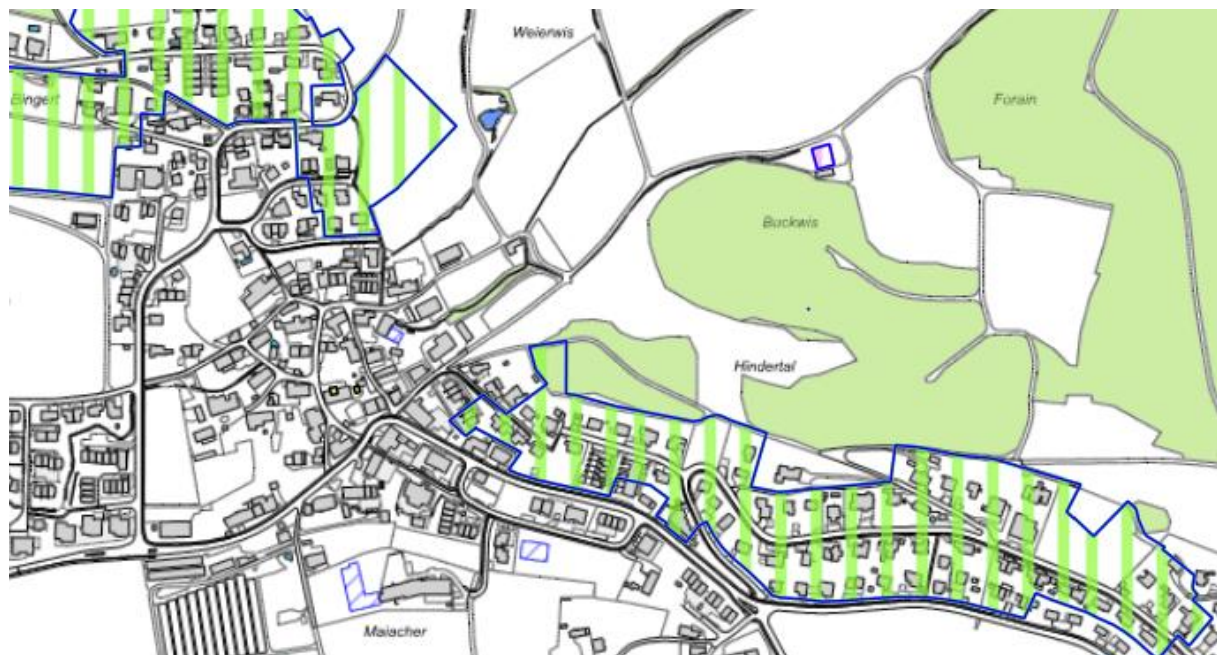 Weierwis
Bingert
Forain
Buckwis
Hindertal
Maiacher